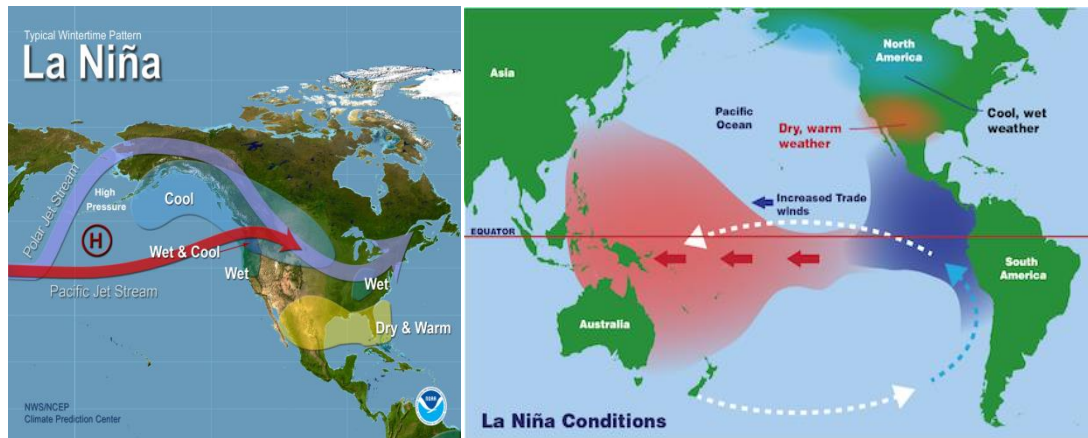 Typical Wintertime Pattern
La Niña
Polar Jet Stream
High
Pressure
H
Cool
Wet & Cool
Wet
Pacific Jet Stream
Wet
Dry & Warm
NWS/NCEP
Climate Prediction Center
NOAA
Asia
North
America
Pacific
Ocean
Cool, wet
weather
Dry, warm
weather
Increased Trade
winds
EQUATOR
South
America
Australia
La Niña Conditions